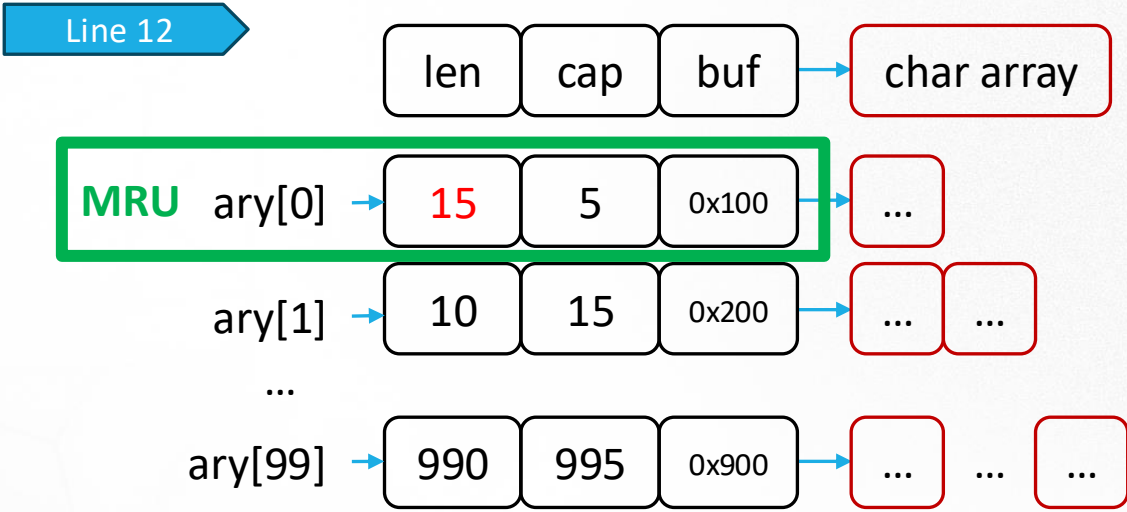 Line 12
len cap buf char array
MRU ary[0] 15 5 0x100 ...
ary[1] 10 15 0x200 ... ...
...
ary[99] 990 995 0x900 ... ... ...